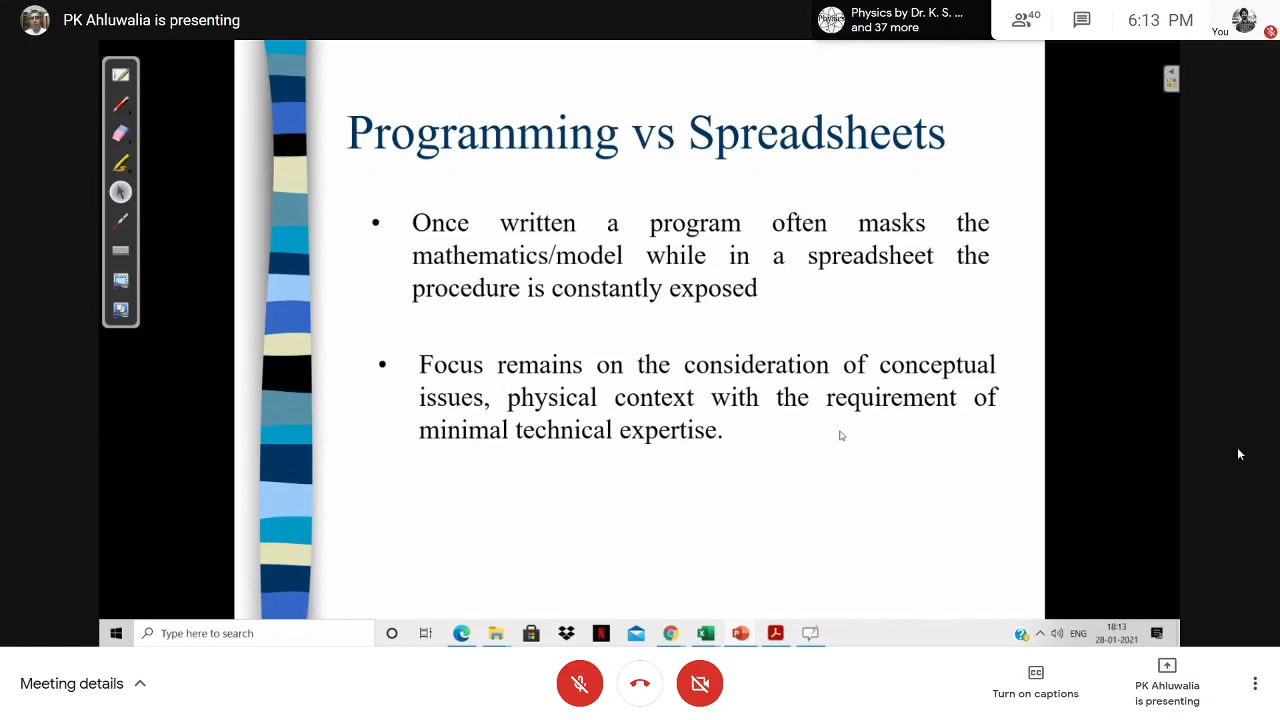 PK Ahluwalia is presenting
Physics by Dr. K. S. ...
and 37 more
40
6:13 PM
You
Programming vs Spreadsheets
• Once written a program often masks the
mathematics/model while in a spreadsheet the
procedure is constantly exposed
• Focus remains on the consideration of conceptual
issues, physical context with the requirement of
minimal technical expertise.
Type here to search
ENG
18:13
28-01-2021
Meeting details
Turn on captions
PK Ahluwalia
is presenting